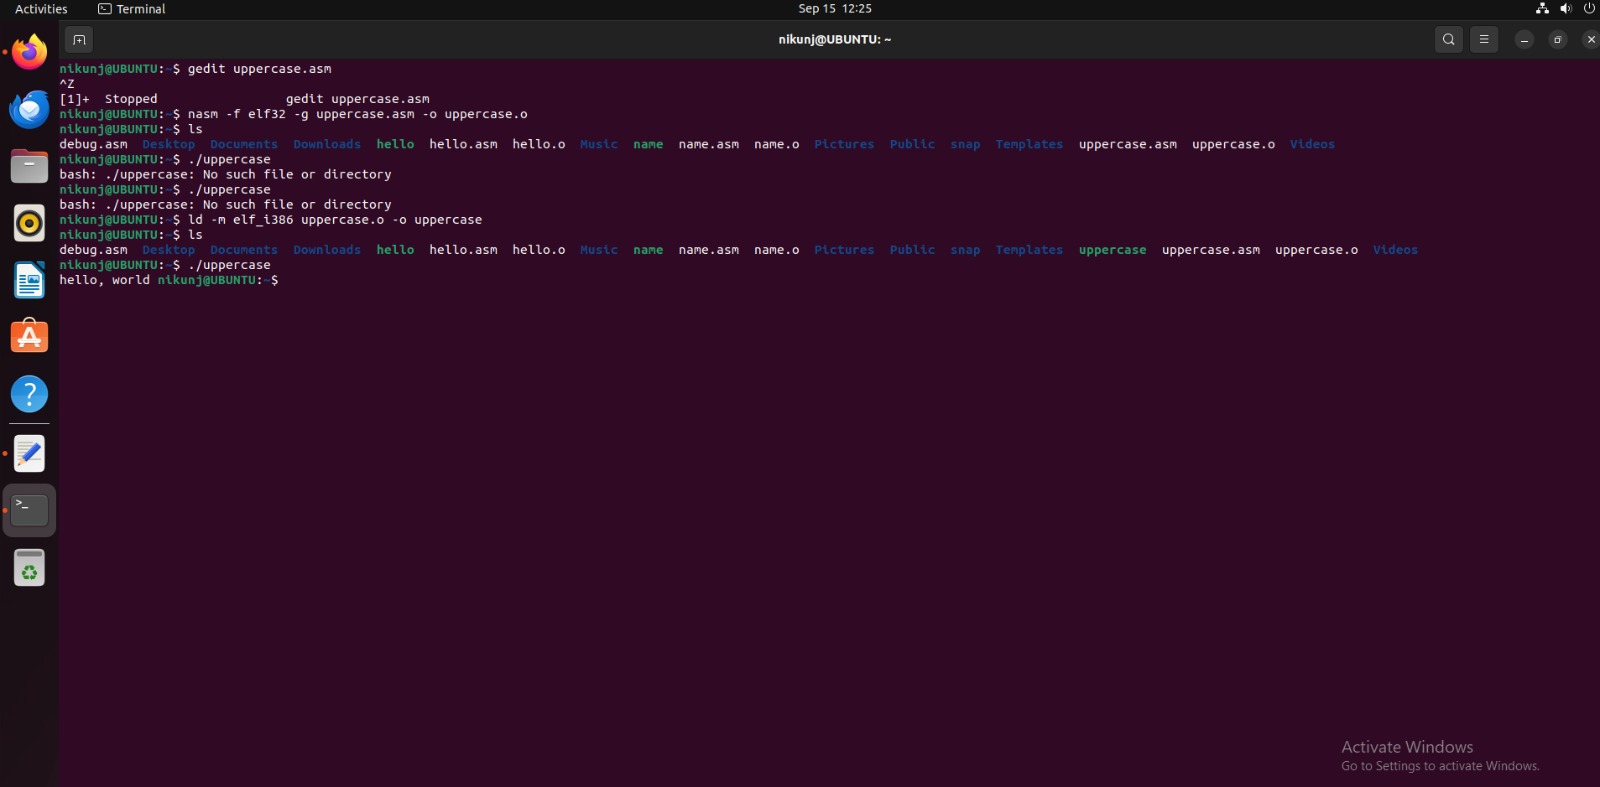 Activities Terminal Sep 15 12:25
nikunj@UBUNTU: ~
nikunj@UBUNTU:~$ gedit uppercase.asm
^Z
[1]+  Stopped                 gedit uppercase.asm
nikunj@UBUNTU:~$ nasm -f elf32 -g uppercase.asm -o uppercase.o
nikunj@UBUNTU:~$ ls
debug.asm  Desktop  Documents  Downloads  hello  hello.asm  hello.o  Music  name  name.asm  name.o  Pictures  Public  snap  Templates  uppercase.asm  uppercase.o  Videos
nikunj@UBUNTU:~$ ./uppercase
bash: ./uppercase: No such file or directory
nikunj@UBUNTU:~$ ./uppercase
bash: ./uppercase: No such file or directory
nikunj@UBUNTU:~$ ld -m elf_i386 uppercase.o -o uppercase
nikunj@UBUNTU:~$ ls
debug.asm  Desktop  Documents  Downloads  hello  hello.asm  hello.o  Music  name  name.asm  name.o  Pictures  Public  snap  Templates  uppercase  uppercase.asm  uppercase.o  Videos
nikunj@UBUNTU:~$ ./uppercase
hello, world nikunj@UBUNTU:~$
Activate Windows
Go to Settings to activate Windows.